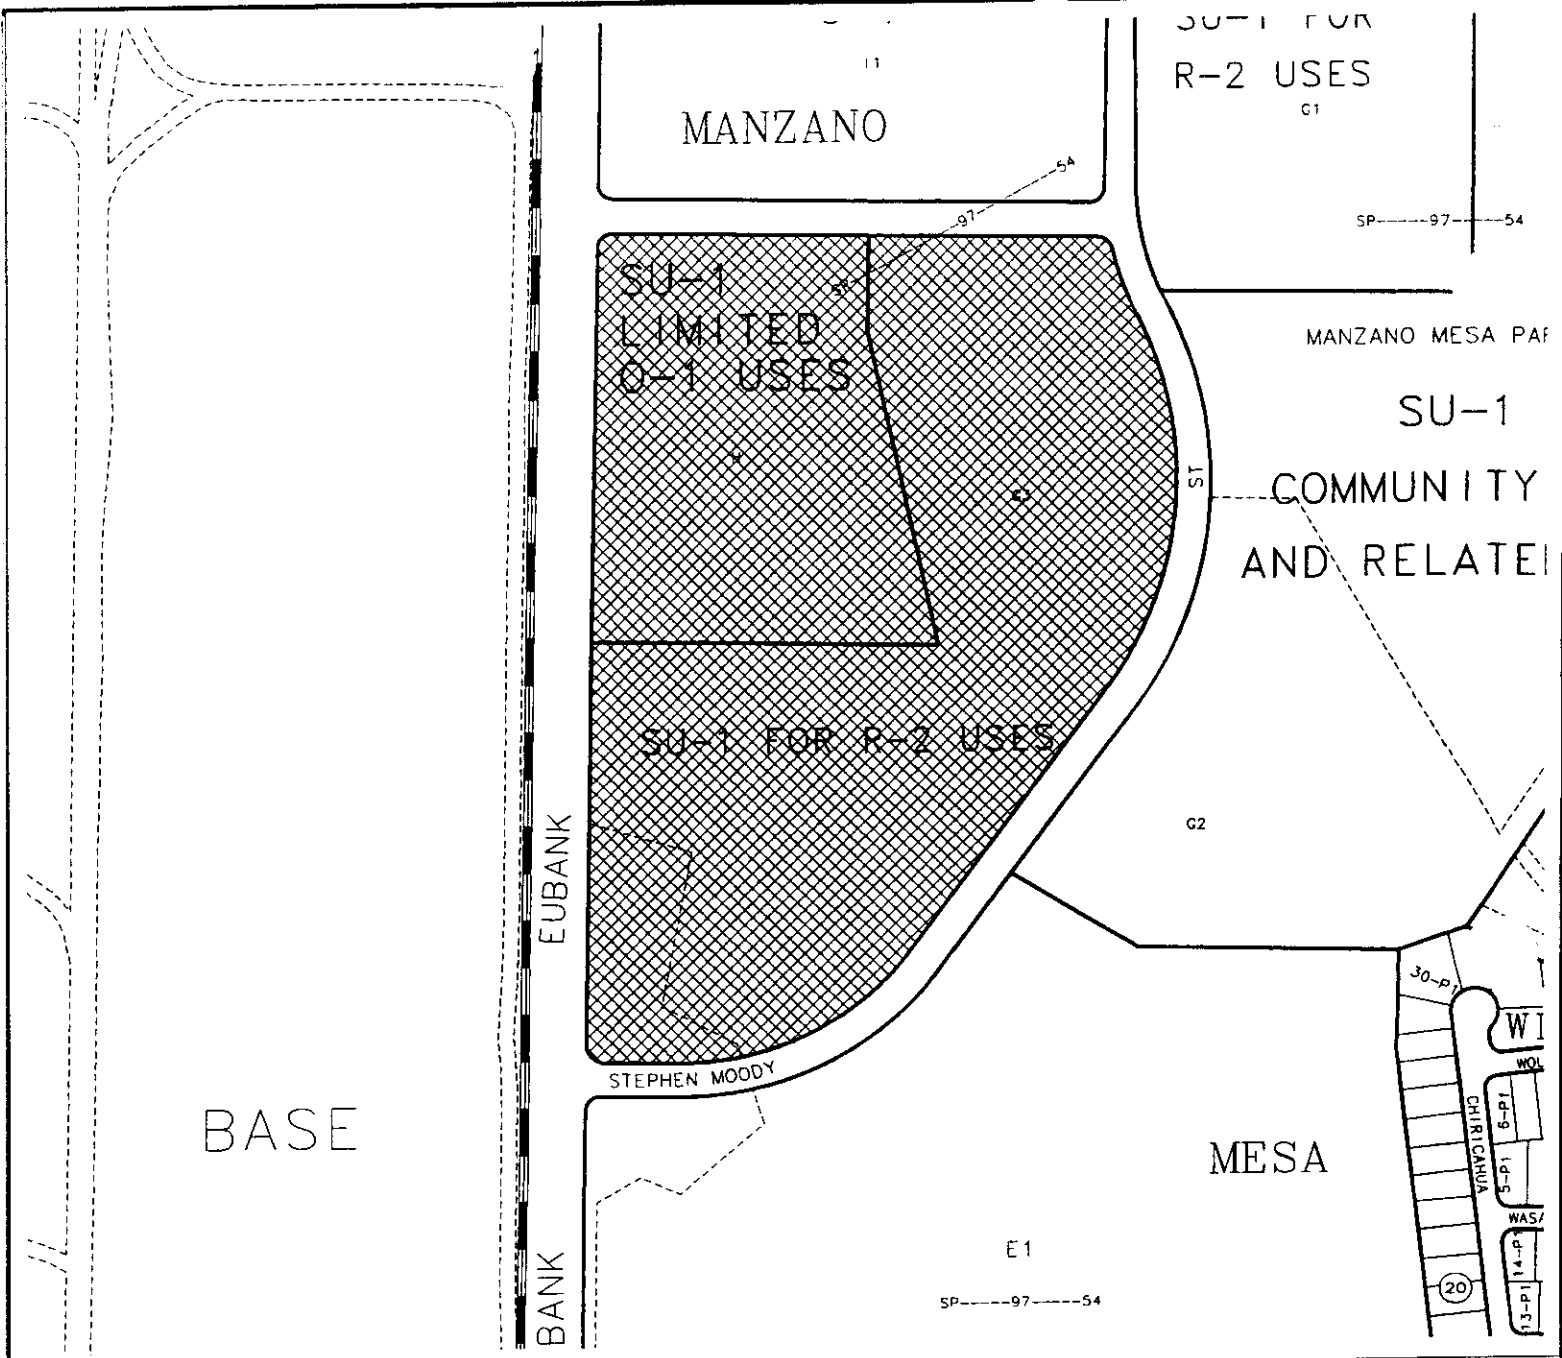 SU-1 FOR
R-2 USES
G1
MANZANO
SP-----97-----54
97-----54
SU-1
LIMITED
O-1 USES
MANZANO MESA
SU-1
COMMUNITY
AND
ST
SU-1 FOR R-2 USES
G2
EUBANK
30-P1
STEPHEN MOODY
CHIRICAHUA
6-P1
5-P1
BASE
MESA
E1
SP-----97-----54
BANK
20
14-P1
13-P1